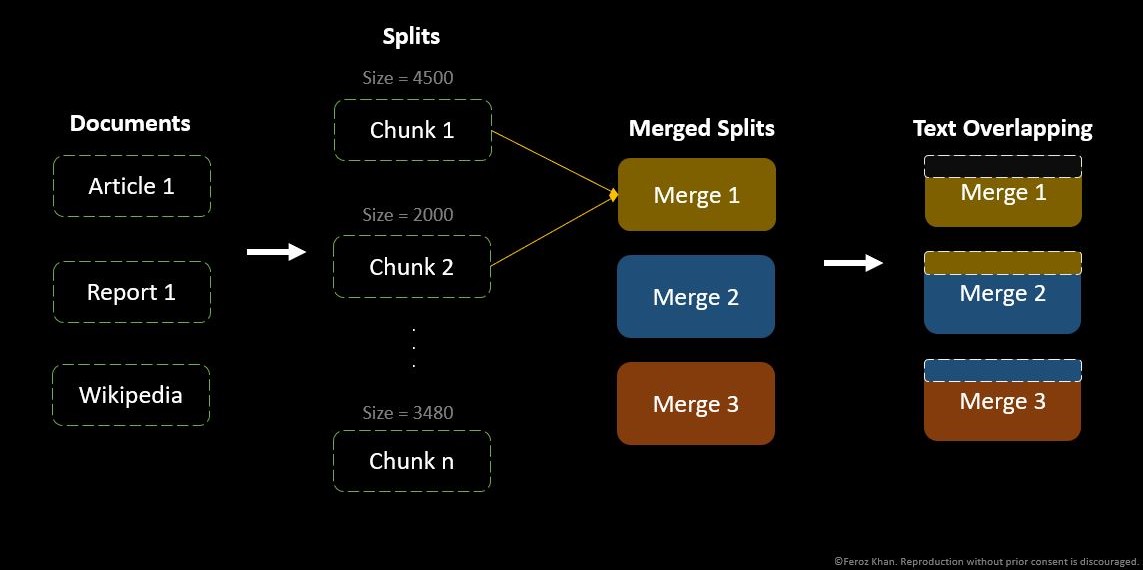 Documents
Article 1
Report 1
Wikipedia
Splits
Size = 4500
Chunk 1
Size = 2000
Chunk 2
.
.
.
Size = 3480
Chunk n
Merged Splits
Merge 1
Merge 2
Merge 3
Text Overlapping
Merge 1
Merge 2
Merge 3
©Feroz Khan. Reproduction without prior consent is discouraged.